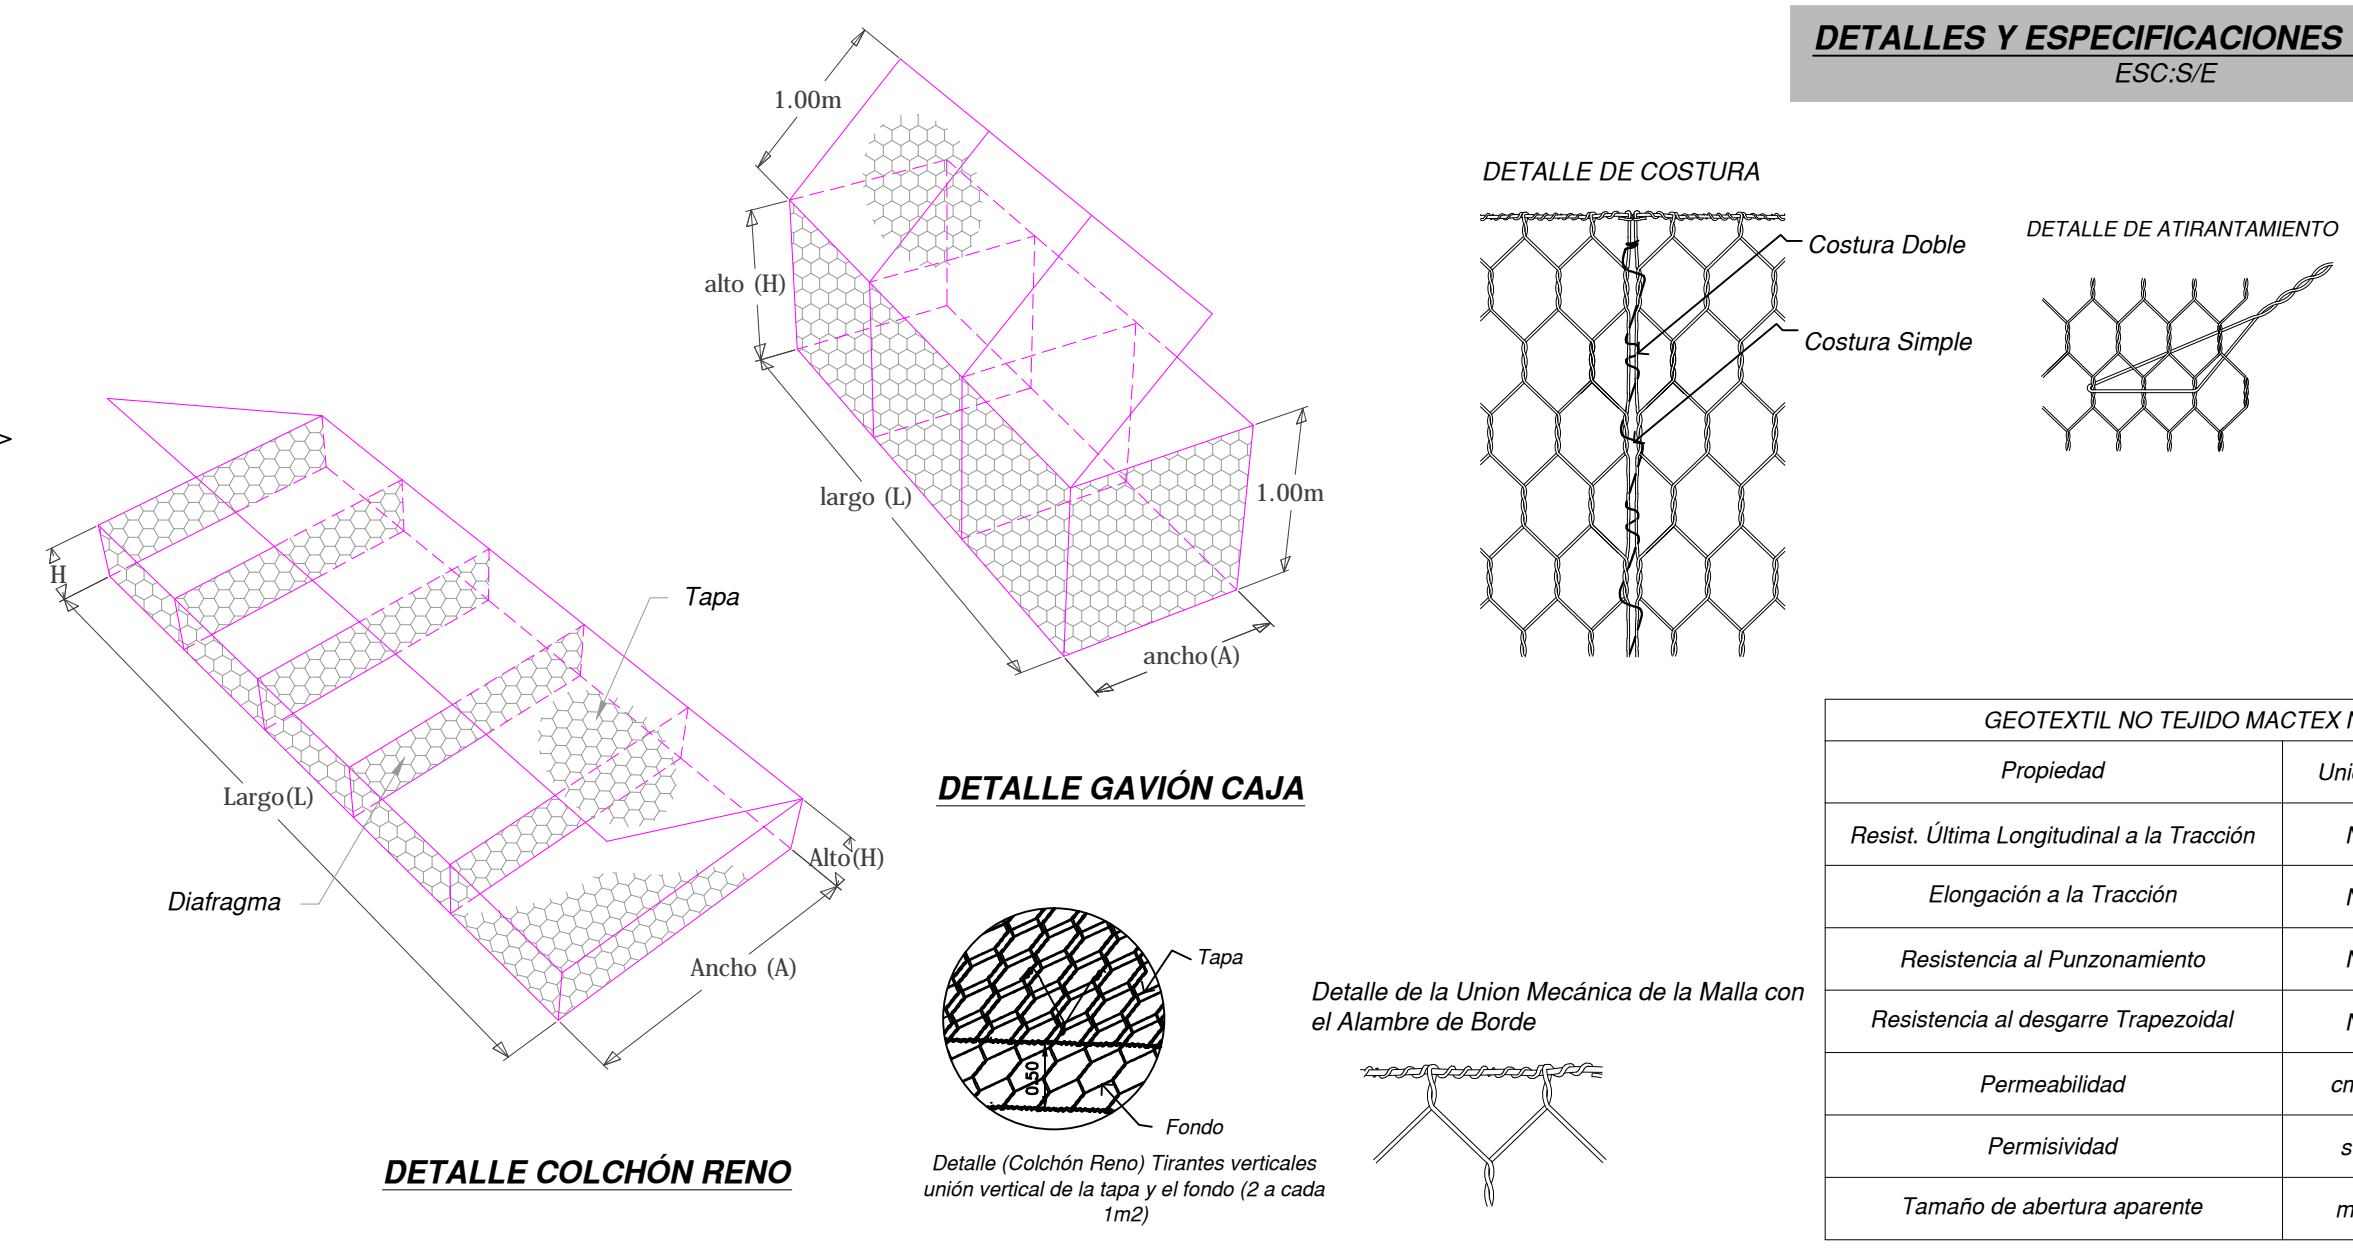 DETALLES Y ESPECIFICACIONES
ESC:S/E
1.00m
alto (H)
largo (L)
1.00m
ancho(A)
DETALLE GAVIÓN CAJA
DETALLE DE COSTURA
Costura Doble
Costura Simple
DETALLE DE ATIRANTAMIENTO
H
Tapa
Largo(L)
Diafragma
Alto(H)
Ancho (A)
DETALLE COLCHÓN RENO
Tapa
0.50
Fondo
Detalle (Colchón Reno) Tirantes verticales
unión vertical de la tapa y el fondo (2 a cada
1m2)
Detalle de la Union Mecánica de la Malla con
el Alambre de Borde
GEOTEXTIL NO TEJIDO MACTEX
Propiedad
Resist. Última Longitudinal a la Tracción
Elongación a la Tracción
Resistencia al Punzonamiento
Resistencia al desgarre Trapezoidal
Permeabilidad
Permisividad
Tamaño de abertura aparente